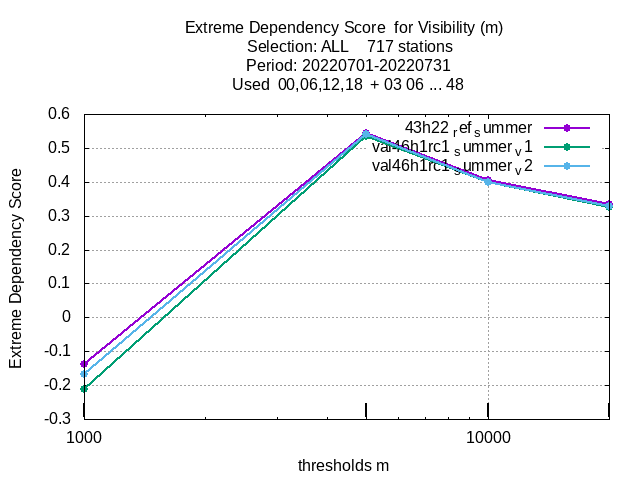 Extreme Dependency Score for Visibility (m)
Selection: ALL 717 stations
Period: 20220701-20220731
Used 00,06,12,18 + 03 06 ... 48
0.6
0.5
0.4
0.3
0.2
0.1
0
-0.1
-0.2
-0.3
Extreme Dependency Score
43h22 ref summer
val46h1rc1 summer v1
val46h1rc1 summer v2
1000
10000
thresholds m